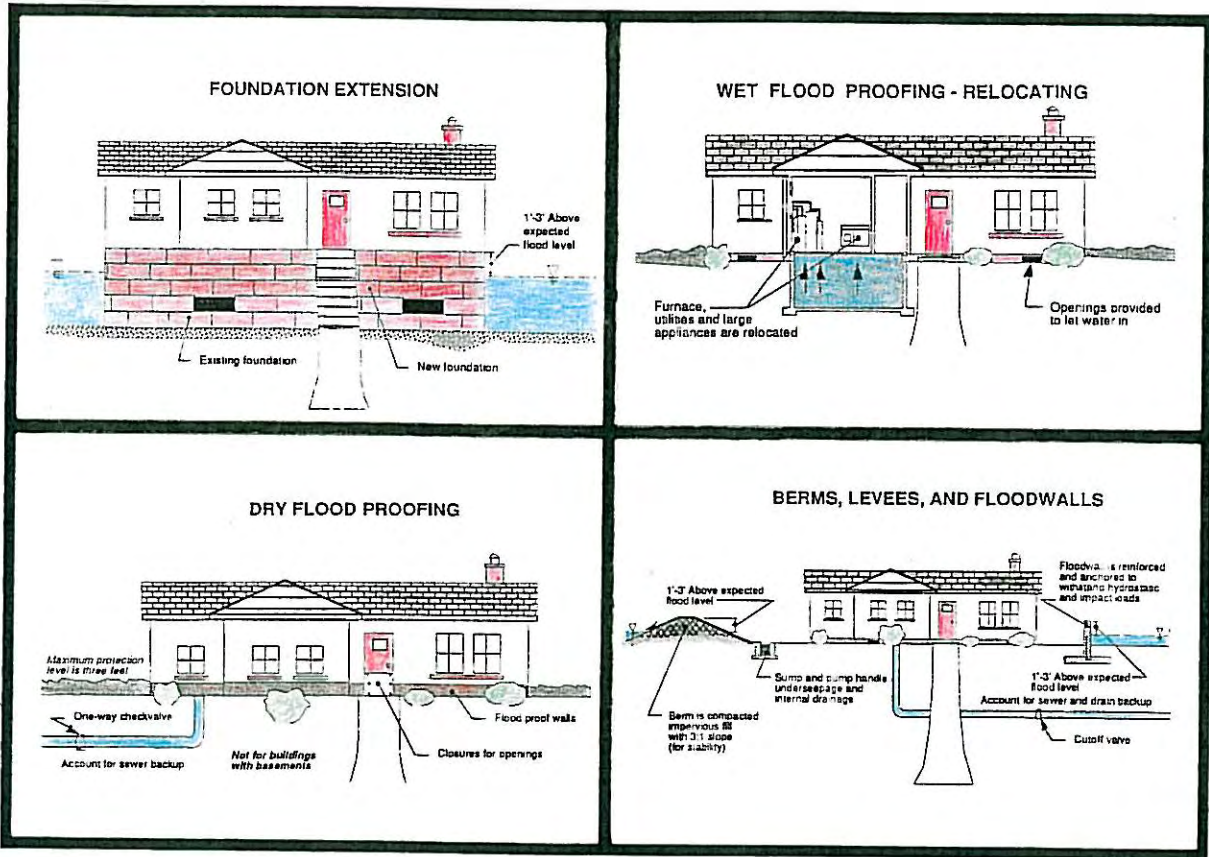 FOUNDATION EXTENSION
1'-3' Above
expected
flood level
Existing foundation
New foundation
WET FLOOD PROOFING - RELOCATING
Furnace,
utilities and large
appliances are relocated
Openings provided
to let water in
DRY FLOOD PROOFING
Maximum protection
level is three feet
One-way checkvalve
Account for sewer backup
Not for buildings
with basements
Closures for openings
Flood proof walls
BERMS, LEVEES, AND FLOODWALLS
1'-3' Above expected
flood level
Floodwall is reinforced
and anchored to
withstand hydrostatic
and impact loads
Sump and pump handle
underseepage and
internal drainage
1'-3' Above expected
flood level
Account for sewer and drain backup
Berm is compacted
impervious fill
with 3:1 slope
(for stability)
Cutoff valve